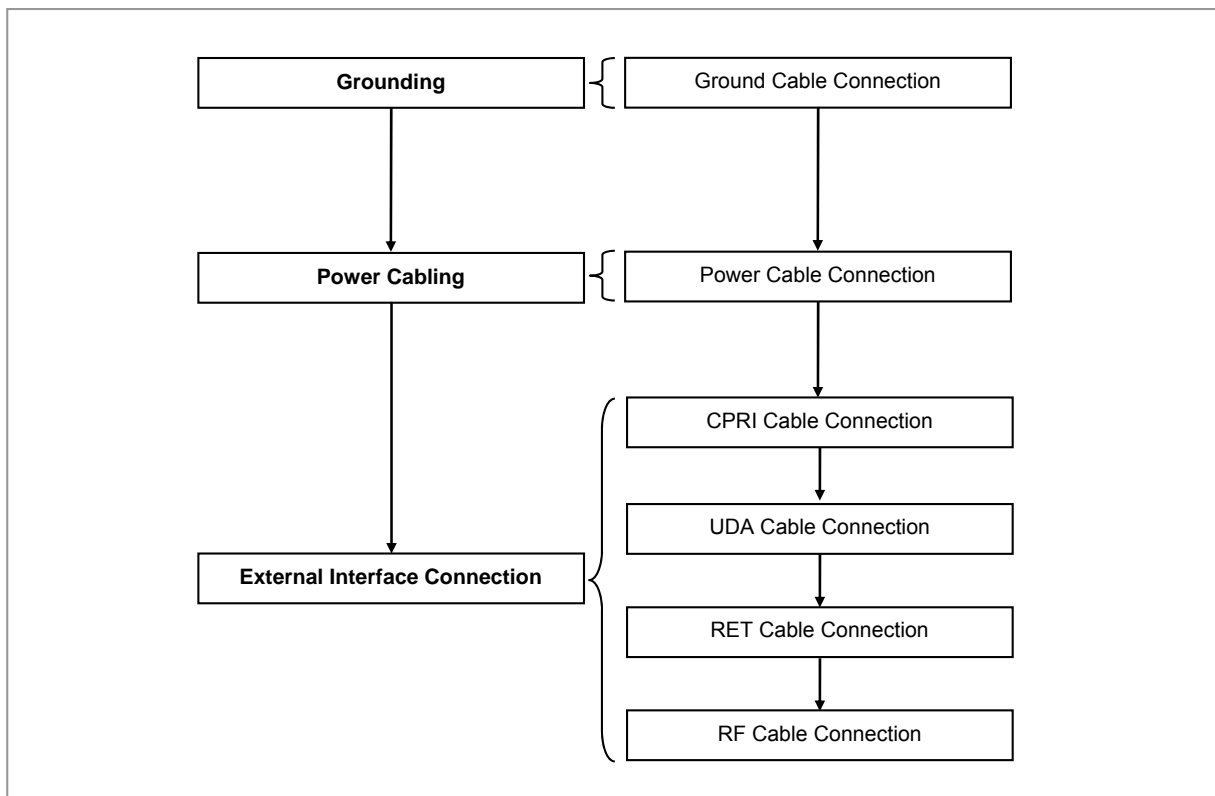 Grounding
Ground Cable Connection
Power Cabling
Power Cable Connection
CPRI Cable Connection
UDA Cable Connection
External Interface Connection
RET Cable Connection
RF Cable Connection